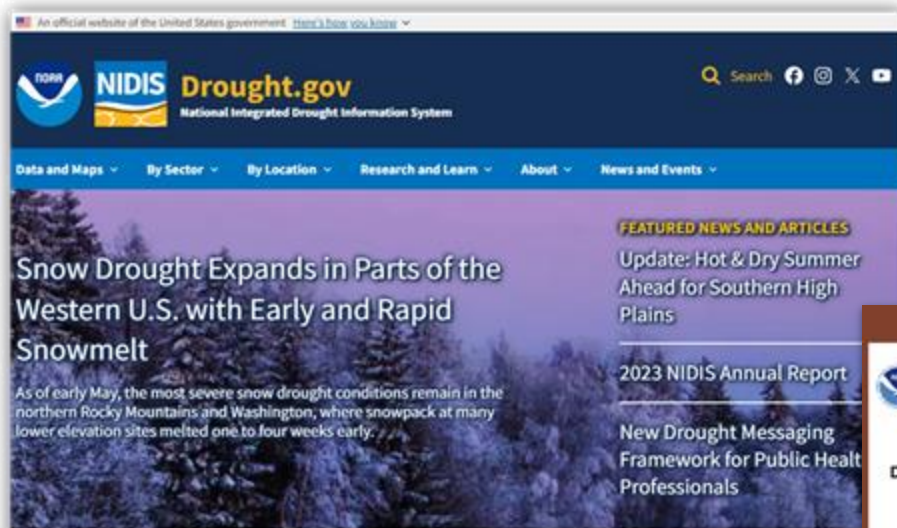 An official website of the United States government Here's how you know
NOAA
NIDIS
Drought.gov
National Integrated Drought Information System
Search
Data and Maps
By Sector
By Location
Research and Learn
About
News and Events
Snow Drought Expands in Parts of the
Western U.S. with Early and Rapid
Snowmelt
As of early May, the most severe snow drought conditions remain in the
northern Rocky Mountains and Washington, where snowpack at many
lower elevation sites melted one to four weeks early.
FEATURED NEWS AND ARTICLES
Update: Hot & Dry Summer
Ahead for Southern High
Plains
2023 NIDIS Annual Report
New Drought Messaging
Framework for Public Healt
Professionals